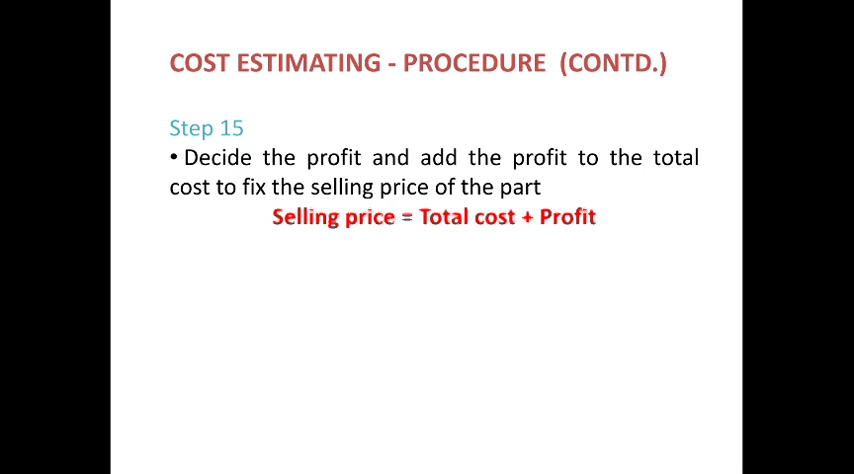 COST ESTIMATING - PROCEDURE (CONTD.)
Step 15
• Decide the profit and add the profit to the total
cost to fix the selling price of the part
Selling price = Total cost + Profit